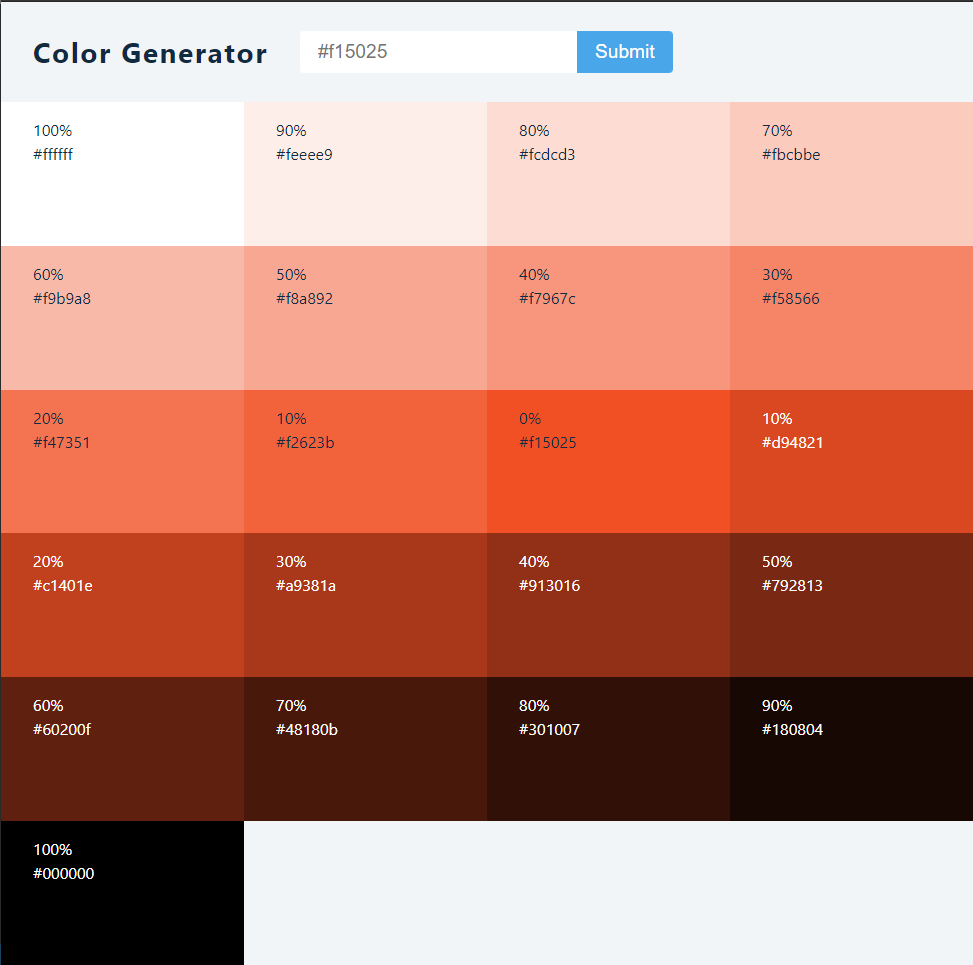 Color Generator
#f15025
Submit
100%
#ffffff
90%
#feeee9
80%
#fcdcd3
70%
#fbcbbe
60%
#f9b9a8
50%
#f8a892
40%
#f7967c
30%
#f58566
20%
#f47351
10%
#f2623b
0%
#f15025
10%
#d94821
20%
#c1401e
30%
#a9381a
40%
#913016
50%
#792813
60%
#60200f
70%
#48180b
80%
#301007
90%
#180804
100%
#000000